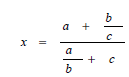 x = (a + b/c) / (a/b + c)